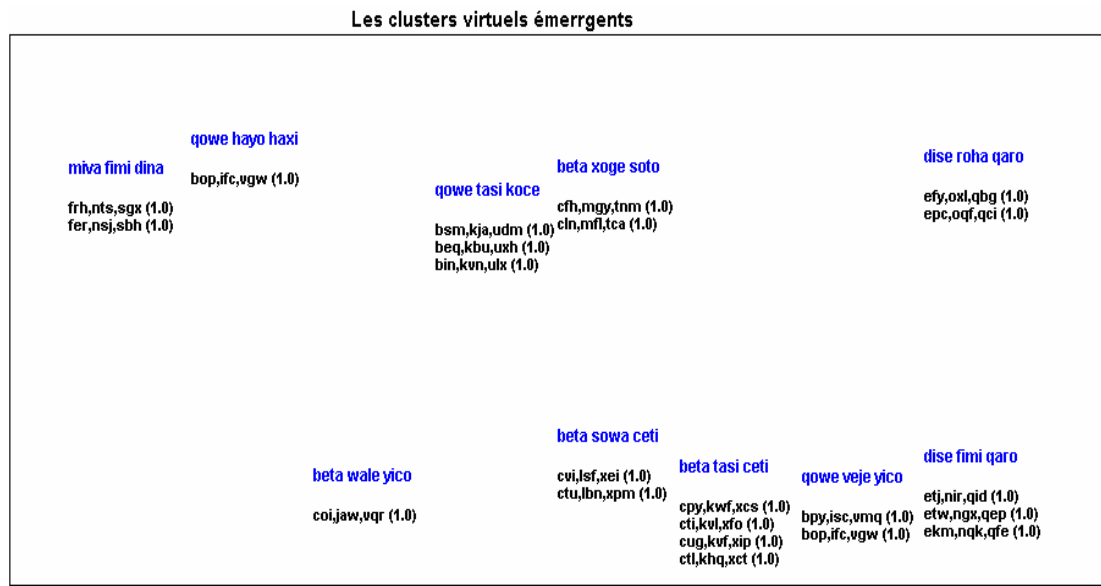 Les clusters virtuels émerrgents
miva fimi dina
frh,nts,sgx (1.0)
fer,nsj,sbh (1.0)
qowe hayo haxi
bop,ifc,vgw (1.0)
qowe tasi koce
bsm,kja,udm (1.0)
beq,kbu,uxh (1.0)
bin,kvn,ulx (1.0)
beta xoge soto
cfh,mgy,tnm (1.0)
cln,mfl,tca (1.0)
dise roha qaro
efy,oxl,qbg (1.0)
epc,oqf,qci (1.0)
beta wale yico
coi,jaw,vqr (1.0)
beta sowa ceti
cvi,lsf,xei (1.0)
ctu,lbn,xpm (1.0)
beta tasi ceti
cpy,kwf,xcs (1.0)
cti,kvl,xfo (1.0)
cug,kvf,xip (1.0)
ctl,khq,xct (1.0)
qowe veje yico
bpy,isc,vmq (1.0)
bop,ifc,vgw (1.0)
dise fimi qaro
etj,nir,qid (1.0)
etw,ngx,qep (1.0)
ekm,nqk,qfe (1.0)